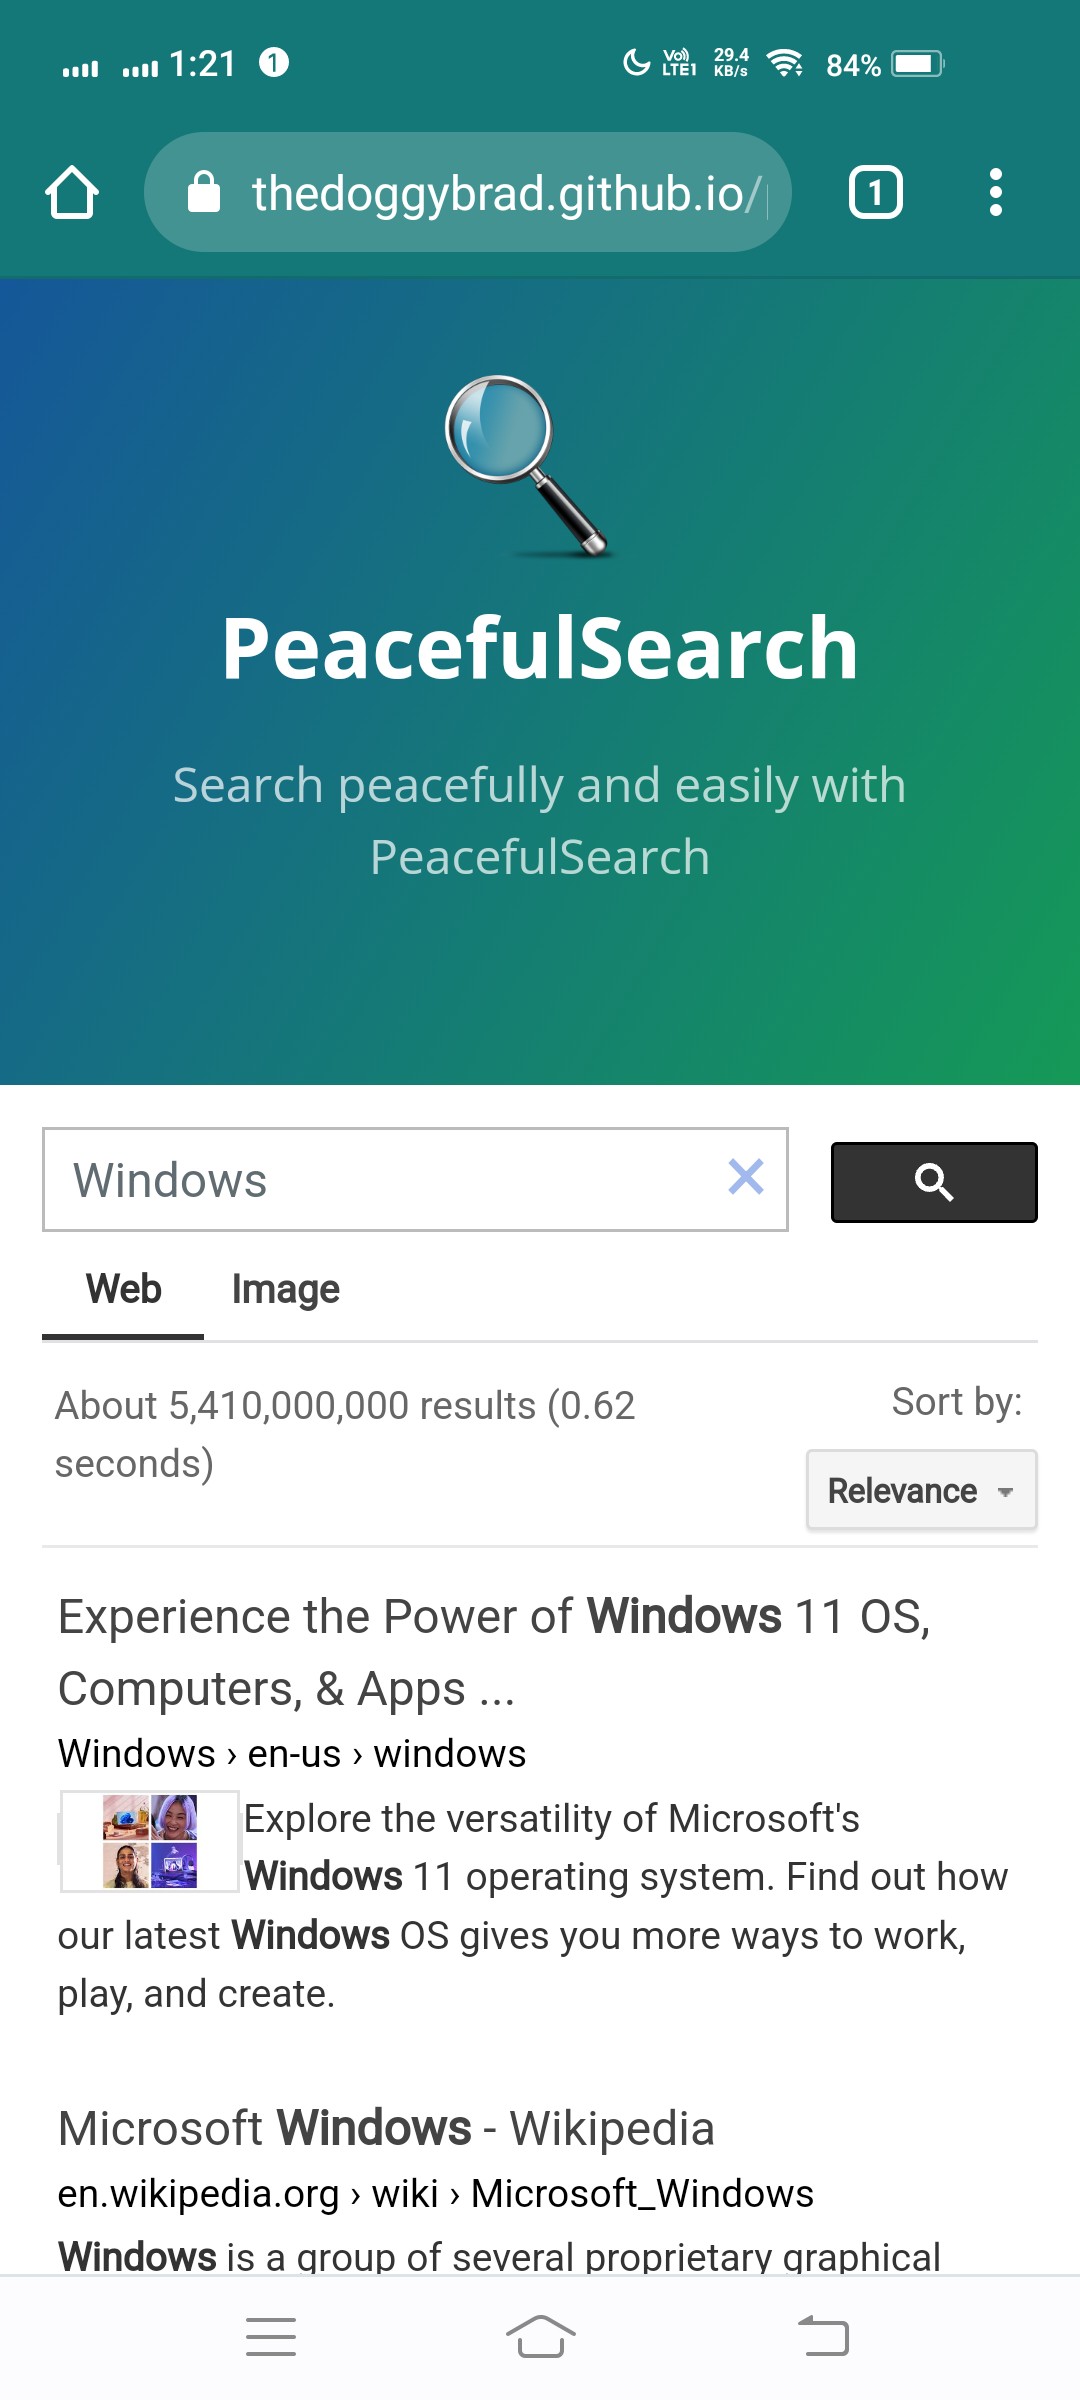 1:21 1 Vo)) LTE1 29.4 KB/s 84%
thedoggybrad.github.io/ 1
PeacefulSearch
Search peacefully and easily with
PeacefulSearch
Windows
Web Image
About 5,410,000,000 results (0.62
seconds)
Sort by:
Relevance
Experience the Power of Windows 11 OS,
Computers, & Apps ...
Windows › en-us › windows
Explore the versatility of Microsoft's
Windows 11 operating system. Find out how
our latest Windows OS gives you more ways to work,
play, and create.
Microsoft Windows - Wikipedia
en.wikipedia.org › wiki › Microsoft_Windows
Windows is a group of several proprietary graphical